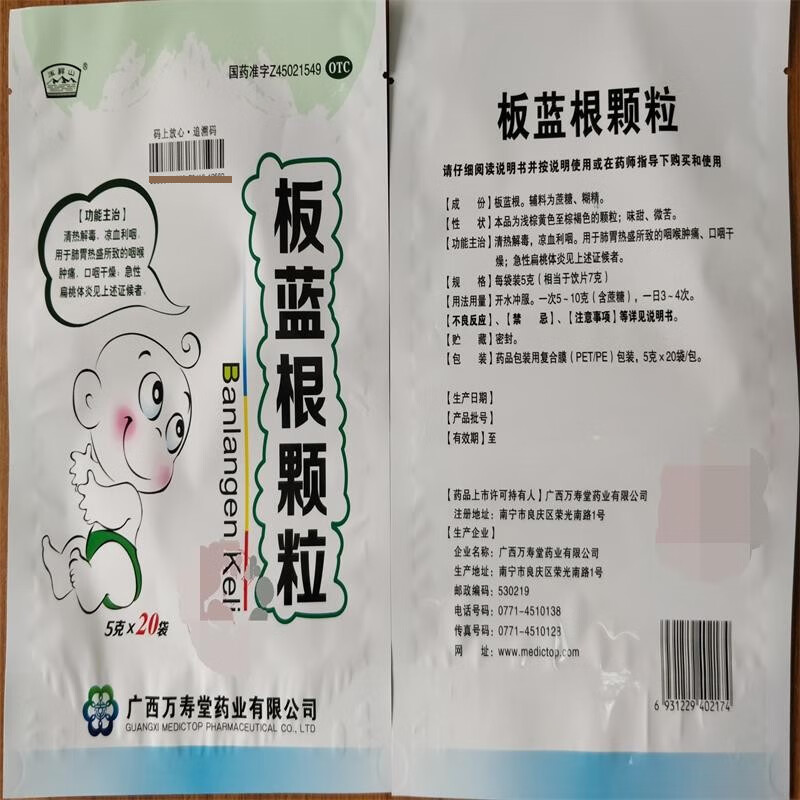 玉屏山
®
国药准字Z45021549 OTC
码上放心·追溯码
【功能主治】
清热解毒，凉血利咽。
用于肺胃热盛所致的咽喉
肿痛、口咽干燥；急性
扁桃体炎见上述证候者。
板蓝根颗粒
Banlangen Keli
5克×20袋
广西万寿堂药业有限公司
GUANGXI MEDICTOP PHARMACEUTICAL CO., LTD
板蓝根颗粒
请仔细阅读说明书并按说明使用或在药师指导下购买和使用
【成 份】板蓝根。辅料为蔗糖、糊精。
【性 状】本品为浅棕黄色至棕褐色的颗粒；味甜、微苦。
【功能主治】清热解毒，凉血利咽。用于肺胃热盛所致的咽喉肿痛、口咽干
燥；急性扁桃体炎见上述证候者。
【规 格】每袋装5克（相当于饮片7克）
【用法用量】开水冲服。一次5~10克（含蔗糖），一日3~4次。
【不良反应】、【禁 忌】、【注意事项】等详见说明书。
【贮 藏】密封。
【包 装】药品包装用复合膜（PET/PE）包装，5克×20袋/包。
【生产日期】
【产品批号】
【有效期】至
【药品上市许可持有人】广西万寿堂药业有限公司
注册地址：南宁市良庆区荣光南路1号
【生产企业】
企业名称：广西万寿堂药业有限公司
生产地址：南宁市良庆区荣光南路1号
邮政编码：530219
电话号码：0771-4510138
传真号码：0771-4510123
网 址：www.medictop.com
6 931229 402174